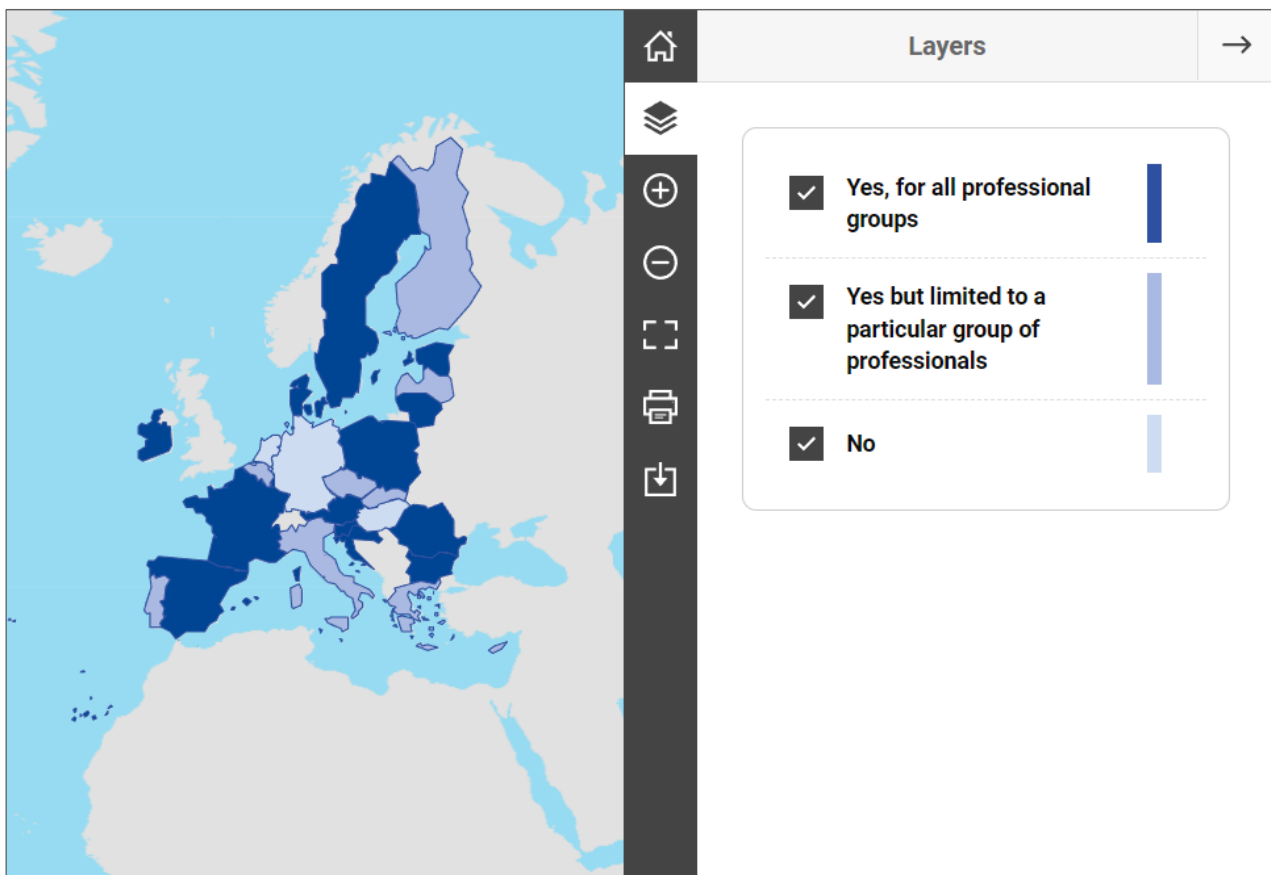 Layers
Yes, for all professional
groups
Yes but limited to a
particular group of
professionals
No